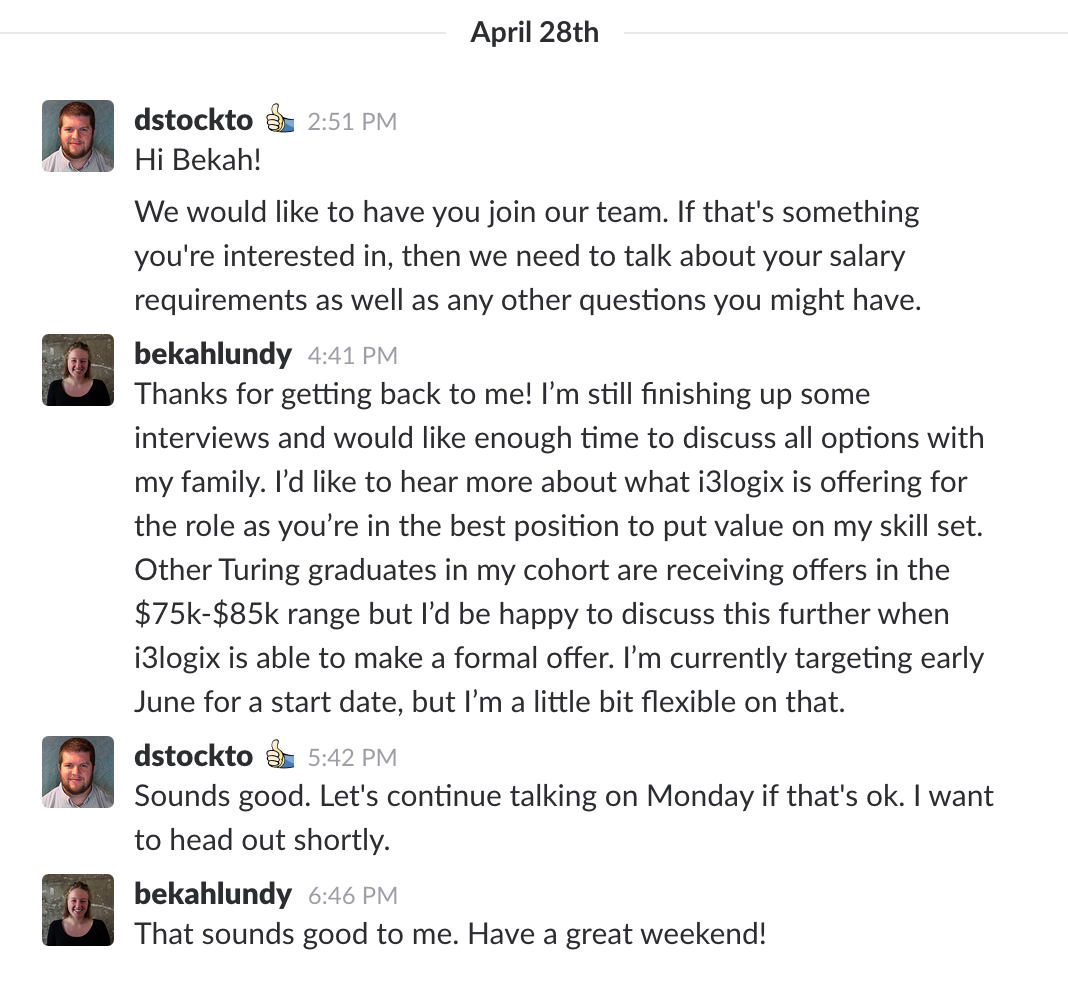 April 28th
dstockto 2:51 PM
Hi Bekah!
We would like to have you join our team. If that's something
you're interested in, then we need to talk about your salary
requirements as well as any other questions you might have.
bekahlundy 4:41 PM
Thanks for getting back to me! I’m still finishing up some
interviews and would like enough time to discuss all options with
my family. I’d like to hear more about what i3logix is offering for
the role as you’re in the best position to put value on my skill set.
Other Turing graduates in my cohort are receiving offers in the
$75k-$85k range but I’d be happy to discuss this further when
i3logix is able to make a formal offer. I’m currently targeting early
June for a start date, but I’m a little bit flexible on that.
dstockto 5:42 PM
Sounds good. Let's continue talking on Monday if that's ok. I want
to head out shortly.
bekahlundy 6:46 PM
That sounds good to me. Have a great weekend!